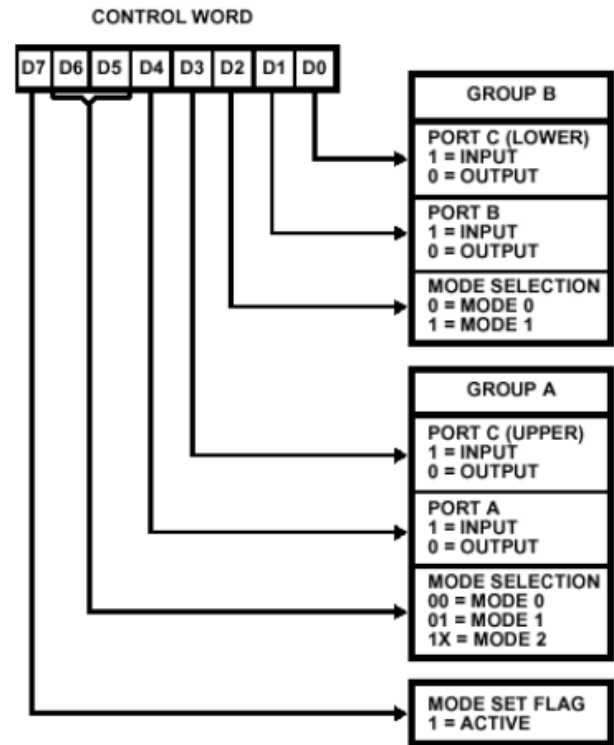 CONTROL WORD
D7 D6 D5 D4 D3 D2 D1 D0
GROUP B
PORT C (LOWER)
1 = INPUT
0 = OUTPUT
PORT B
1 = INPUT
0 = OUTPUT
MODE SELECTION
0 = MODE 0
1 = MODE 1
GROUP A
PORT C (UPPER)
1 = INPUT
0 = OUTPUT
PORT A
1 = INPUT
0 = OUTPUT
MODE SELECTION
00 = MODE 0
01 = MODE 1
1X = MODE 2
MODE SET FLAG
1 = ACTIVE